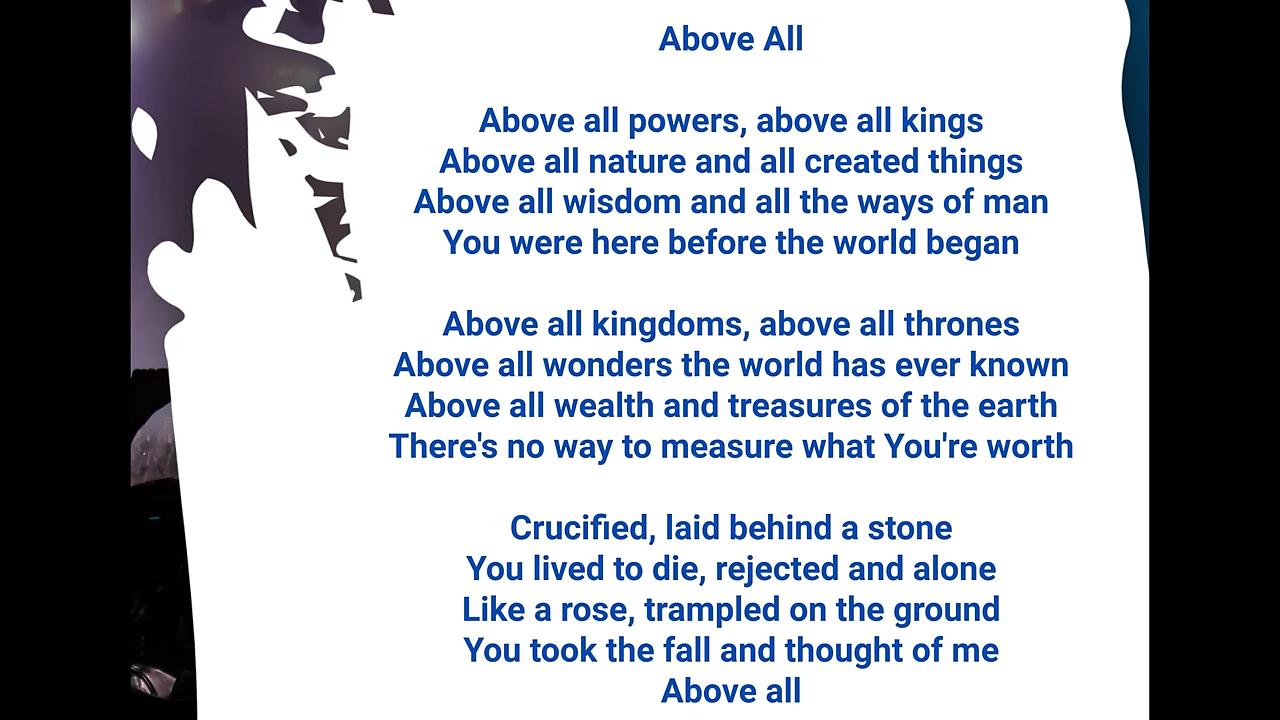 Above All
Above all powers, above all kings
Above all nature and all created things
Above all wisdom and all the ways of man
You were here before the world began
Above all kingdoms, above all thrones
Above all wonders the world has ever known
Above all wealth and treasures of the earth
There's no way to measure what You're worth
Crucified, laid behind a stone
You lived to die, rejected and alone
Like a rose, trampled on the ground
You took the fall and thought of me
Above all